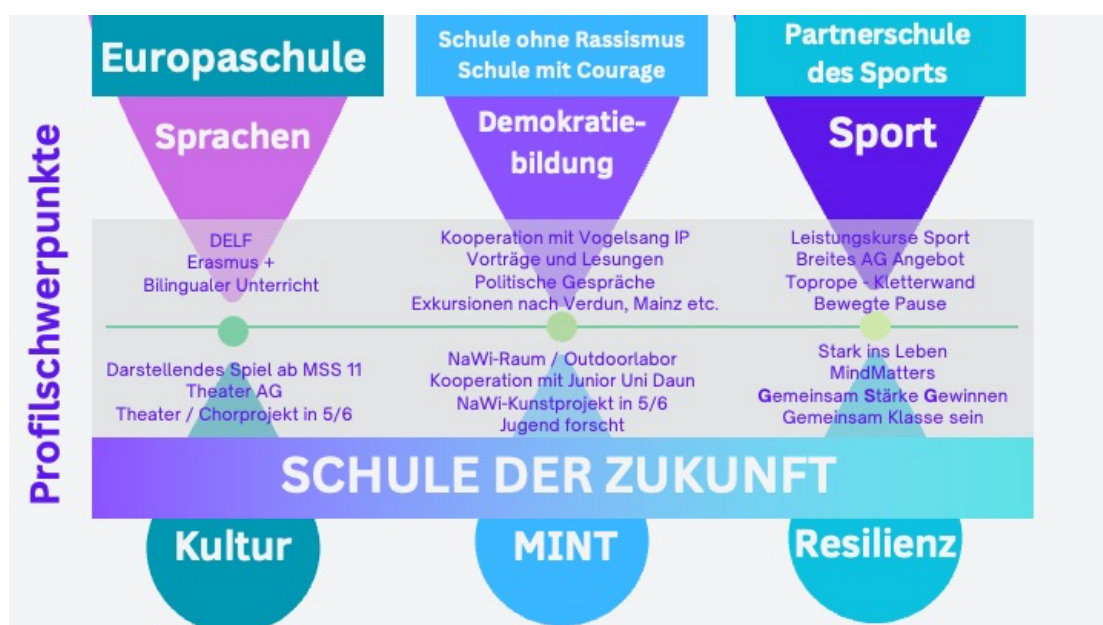 Profilschwerpunkte
Europaschule
Sprachen
DELF
Erasmus +
Bilingualer Unterricht
Schule ohne Rassismus
Schule mit Courage
Demokratie-
bildung
Kooperation mit Vogelsang IP
Vorträge und Lesungen
Politische Gespräche
Exkursionen nach Verdun, Mainz etc.
Partnerschule
des Sports
Sport
Leistungskurse Sport
Breites AG Angebot
Toprope - Kletterwand
Bewegte Pause
Darstellendes Spiel ab MSS 11
Theater AG
Theater / Chorprojekt in 5/6
NaWi-Raum / Outdoorlabor
Kooperation mit Junior Uni Daun
NaWi-Kunstprojekt in 5/6
Jugend forscht
Stark ins Leben
MindMatters
Gemeinsam Stärke Gewinnen
Gemeinsam Klasse sein
SCHULE DER ZUKUNFT
Kultur
MINT
Resilienz